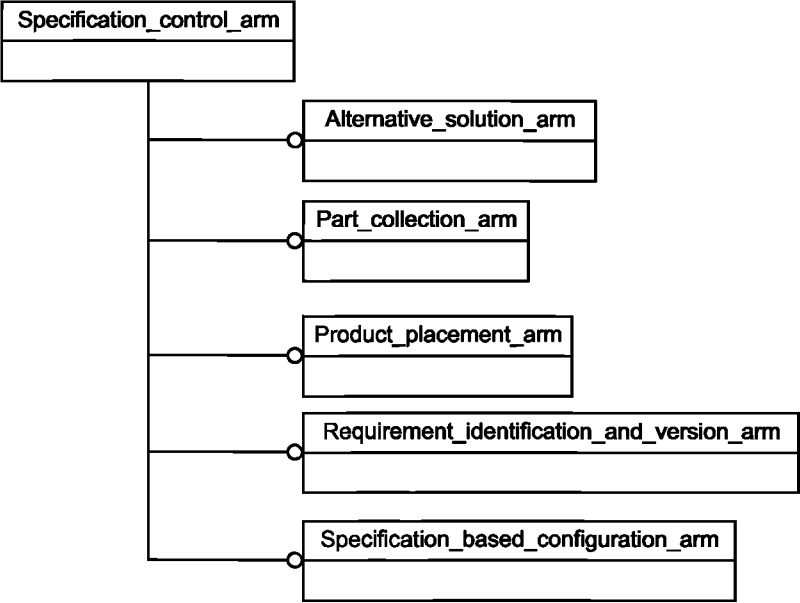 Specification_control_arm
Alternative_solution_arm
Part_collection_arm
Product_placement_arm
Requirement_identification_and_version_arm
Specification_based_configuration_arm